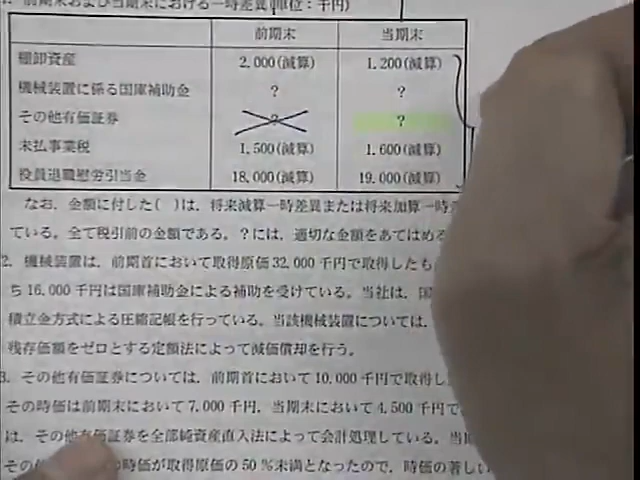 1. 前期末および当期末における一時差異(単位：千円)
前期末 当期末
棚卸資産 2,000(減算) 1,200(減算)
機械装置に係る国庫補助金 ? ?
その他有価証券 ? ?
未払事業税 1,500(減算) 1,600(減算)
役員退職慰労引当金 18,000(減算) 19,000(減算)
なお，金額に付した( )は，将来減算一時差異または将来加算一時差
ている。全て税引前の金額である。?には，適切な金額をあてはめる
2. 機械装置は，前期首において取得原価32,000千円で取得したも
ち16,000千円は国庫補助金による補助を受けている。当社は，国
積立金方式による圧縮記帳を行っている。当該機械装置については，
残存価額をゼロとする定額法によって減価償却を行う。
3. その他有価証券については，前期首において10,000千円で取得し
その時価は前期末において7,000千円，当期末において4,500千円で
は，その他有価証券を全部純資産直入法によって会計処理している。当
その の時価が取得原価の50％未満となったので，時価の著しい